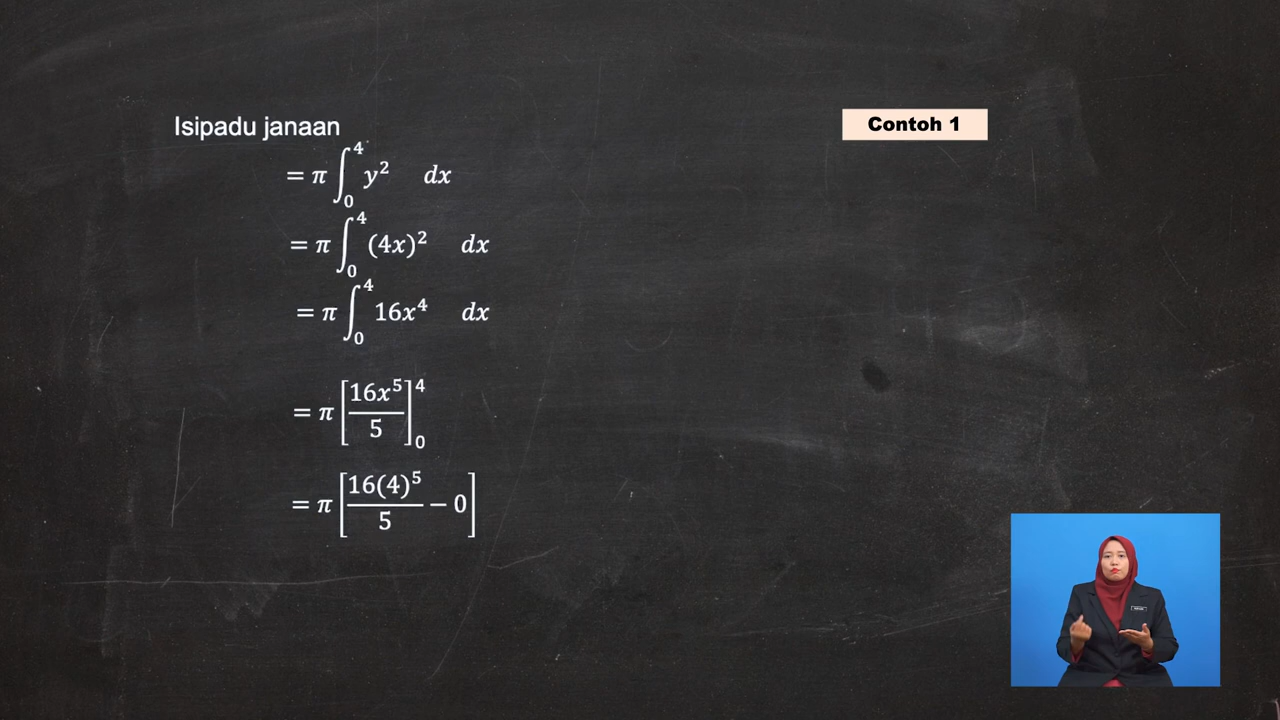 Isipadu janaan
Contoh 1
= π ∫₀⁴ y² dx
= π ∫₀⁴ (4x)² dx
= π ∫₀⁴ 16x⁴ dx
= π [16x⁵/5]₀⁴
= π [16(4)⁵/5 − 0]